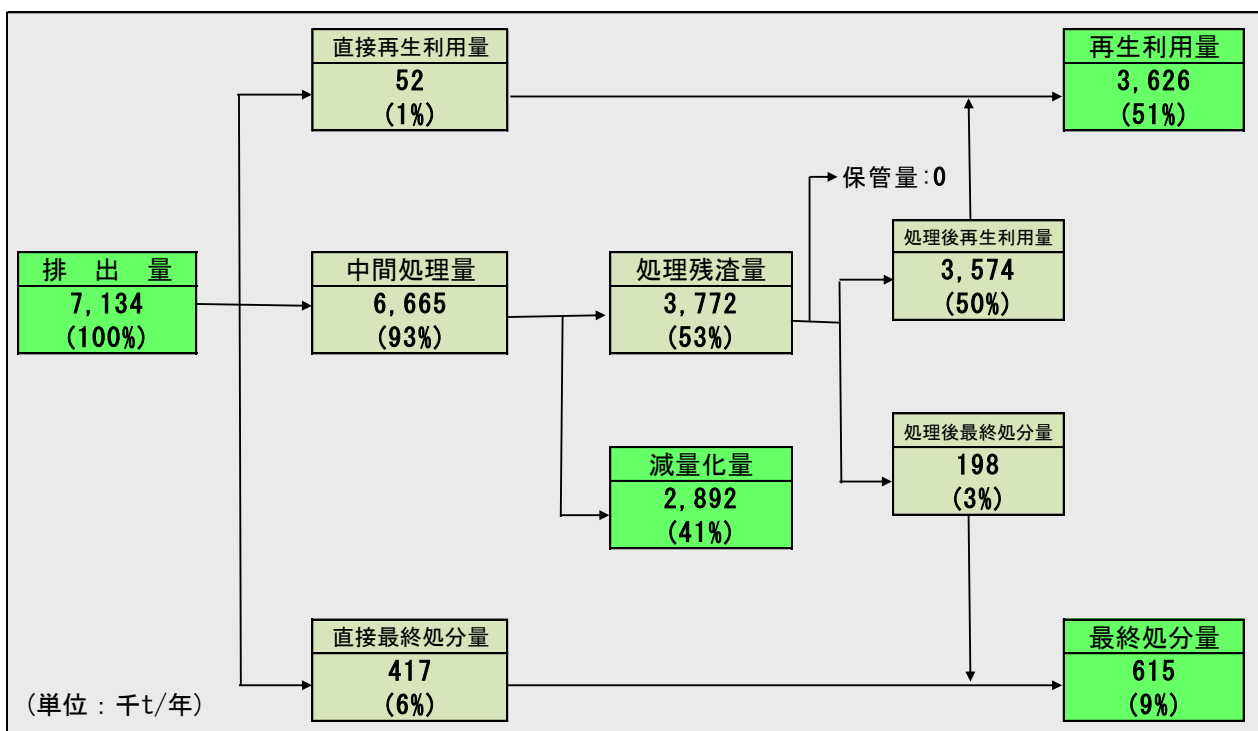 直接再生利用量
52
(1%)
再生利用量
3,626
(51%)
保管量:0
処理後再生利用量
3,574
(50%)
排 出 量
7,134
(100%)
中間処理量
6,665
(93%)
処理残渣量
3,772
(53%)
処理後最終処分量
198
(3%)
減量化量
2,892
(41%)
直接最終処分量
417
(6%)
最終処分量
615
(9%)
(単位:千t/年)